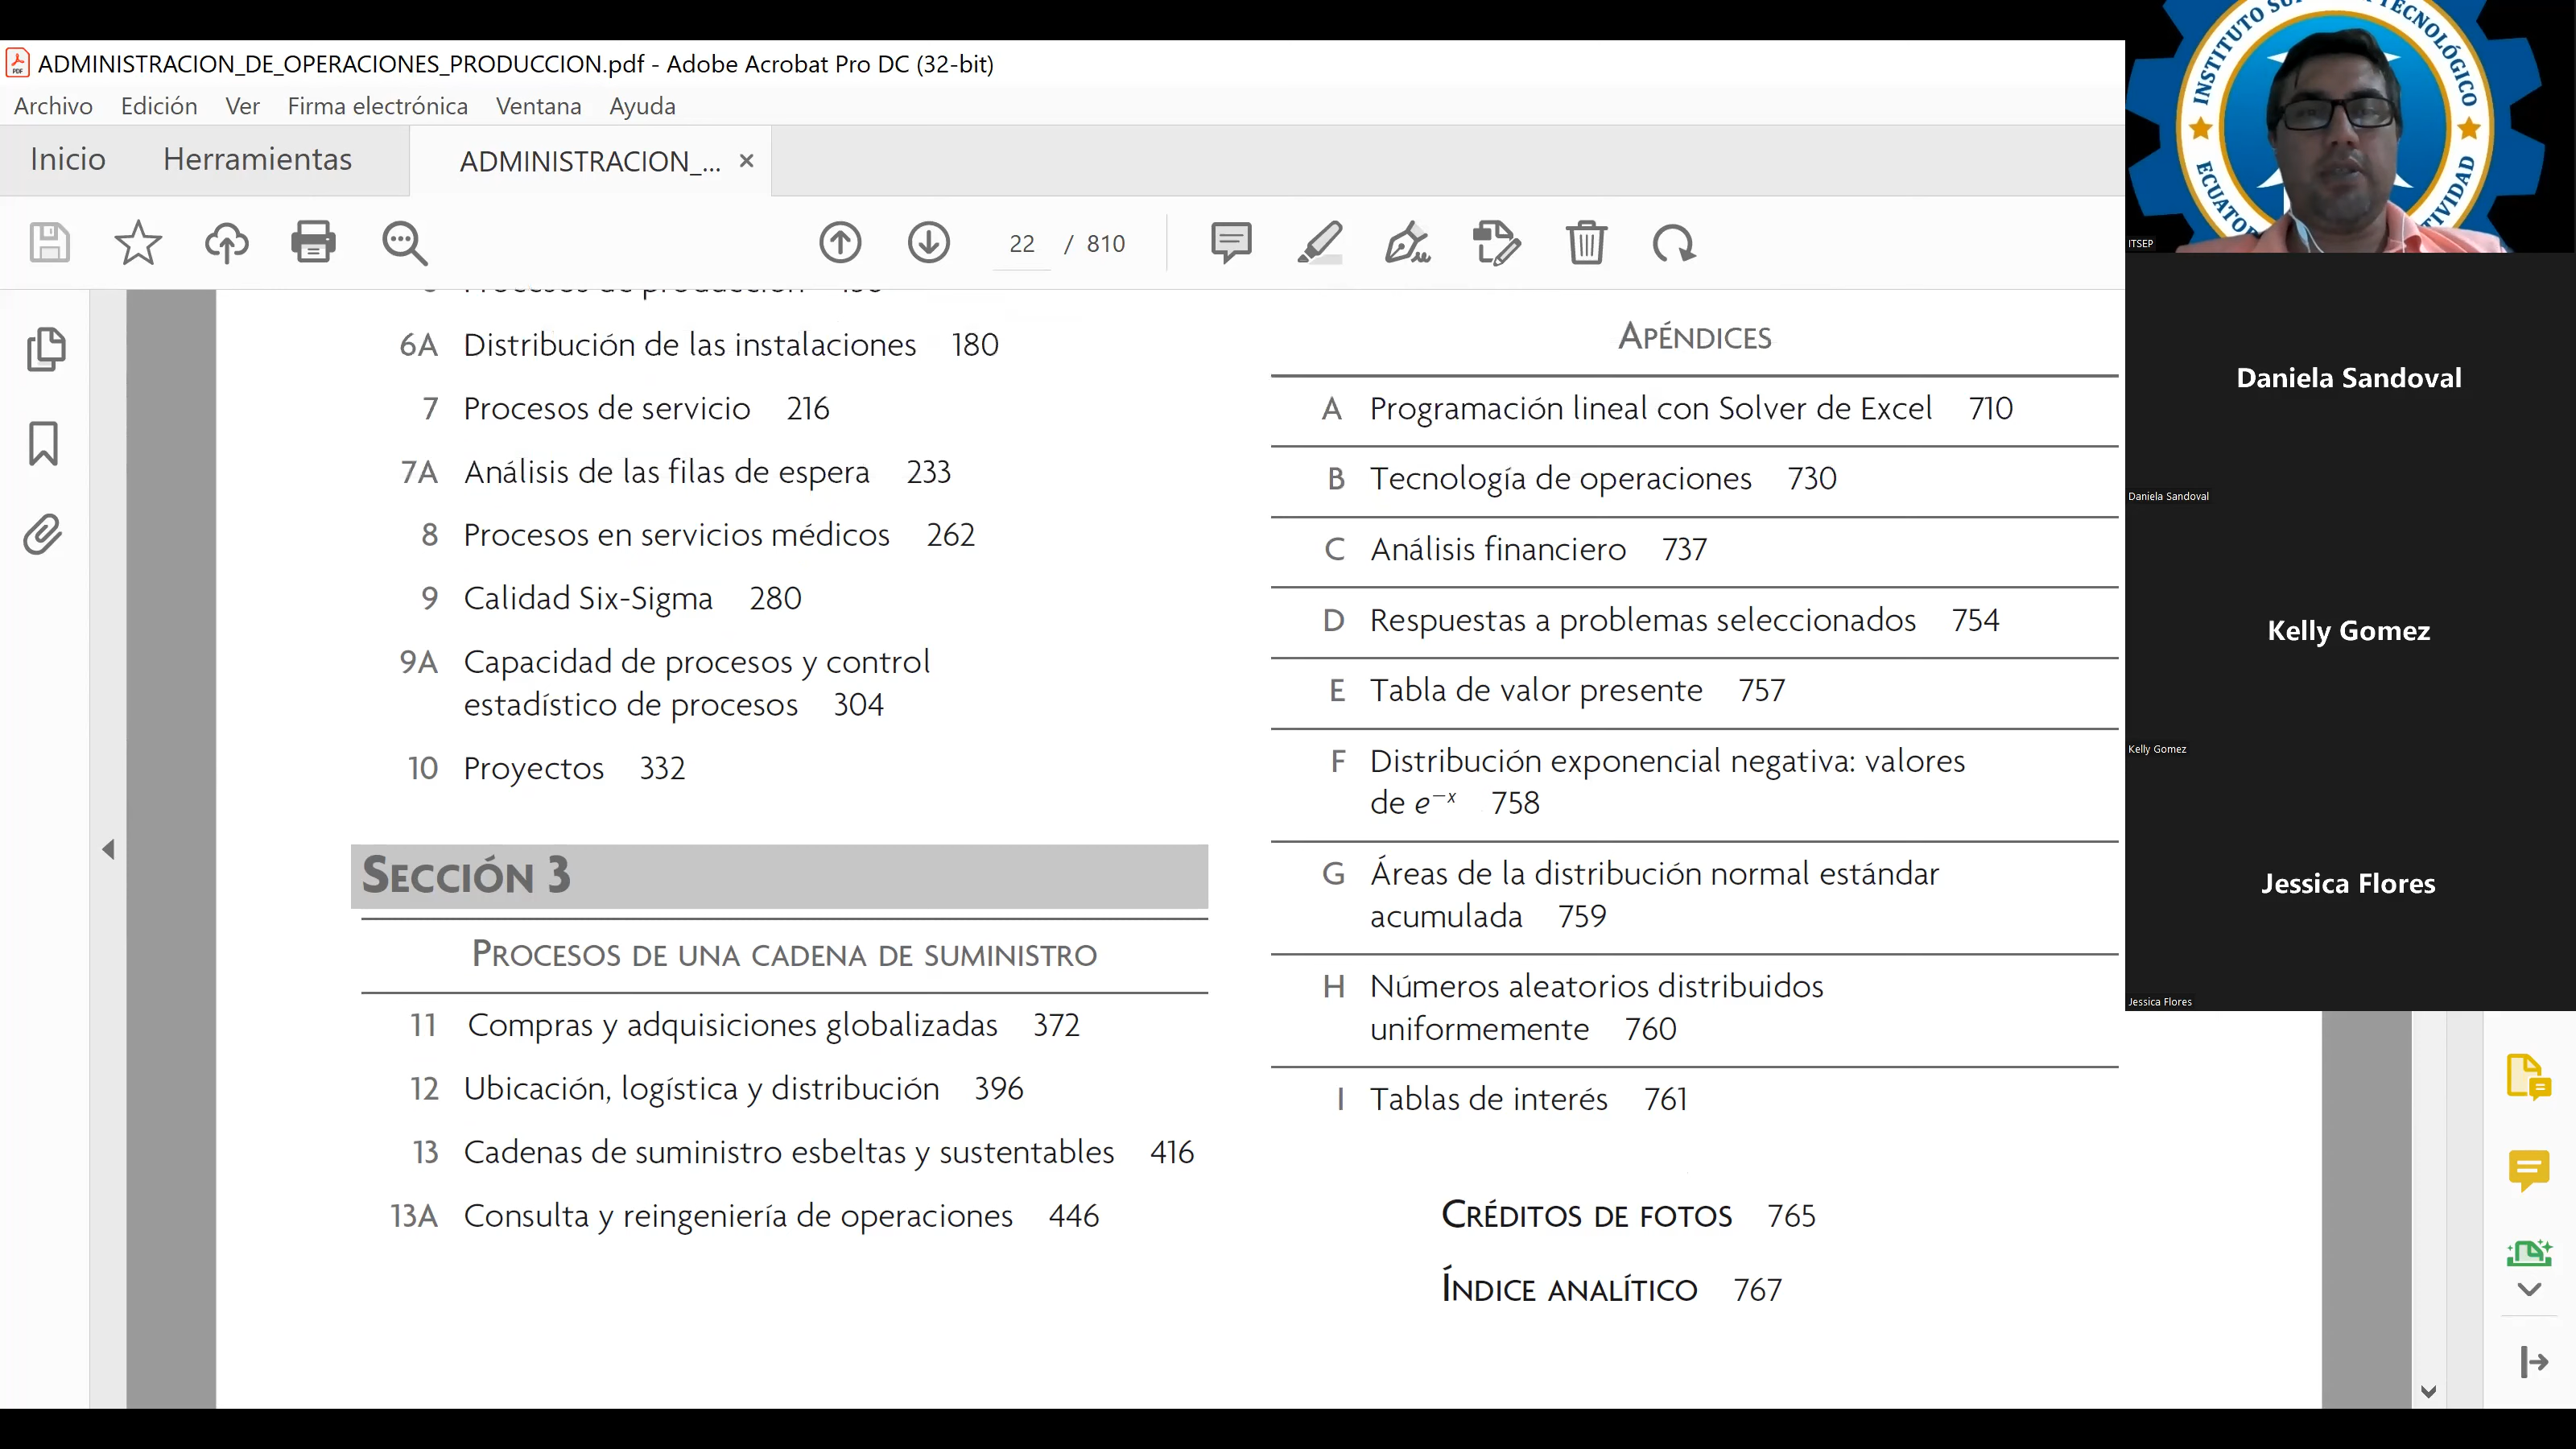 ADMINISTRACION_DE_OPERACIONES_PRODUCCION.pdf - Adobe Acrobat Pro DC (32-bit)
Archivo Edición Ver Firma electrónica Ventana Ayuda
Inicio Herramientas ADMINISTRACION_... ×
22 / 810
6A Distribución de las instalaciones 180
7 Procesos de servicio 216
7A Análisis de las filas de espera 233
8 Procesos en servicios médicos 262
9 Calidad Six-Sigma 280
9A Capacidad de procesos y control
estadístico de procesos 304
10 Proyectos 332
SECCIÓN 3
PROCESOS DE UNA CADENA DE SUMINISTRO
11 Compras y adquisiciones globalizadas 372
12 Ubicación, logística y distribución 396
13 Cadenas de suministro esbeltas y sustentables 416
13A Consulta y reingeniería de operaciones 446
APÉNDICES
A Programación lineal con Solver de Excel 710
B Tecnología de operaciones 730
C Análisis financiero 737
D Respuestas a problemas seleccionados 754
E Tabla de valor presente 757
F Distribución exponencial negativa: valores
de e⁻ˣ 758
G Áreas de la distribución normal estándar
acumulada 759
H Números aleatorios distribuidos
uniformemente 760
I Tablas de interés 761
CRÉDITOS DE FOTOS 765
ÍNDICE ANALÍTICO 767
INSTITUTO TECNOLÓGICO
ITSEP
Daniela Sandoval
Daniela Sandoval
Kelly Gomez
Kelly Gomez
Jessica Flores
Jessica Flores